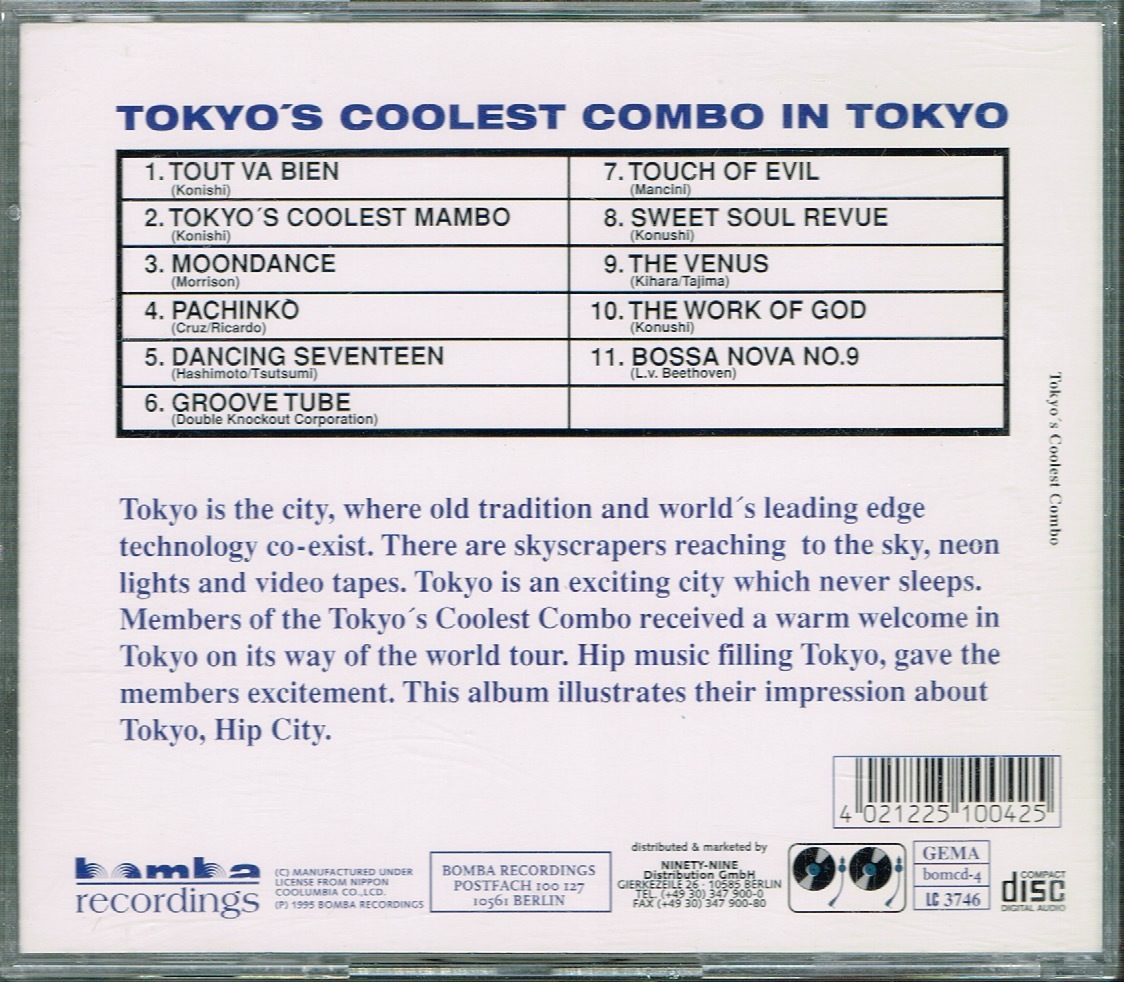 TOKYO´S COOLEST COMBO IN TOKYO
1. TOUT VA BIEN
(Konishi)
2. TOKYO´S COOLEST MAMBO
(Konishi)
3. MOONDANCE
(Morrison)
4. PACHINKO
(Cruz/Ricardo)
5. DANCING SEVENTEEN
(Hashimoto/Tsutsumi)
6. GROOVE TUBE
(Double Knockout Corporation)
7. TOUCH OF EVIL
(Mancini)
8. SWEET SOUL REVUE
(Konushi)
9. THE VENUS
(Kihara/Tajima)
10. THE WORK OF GOD
(Konushi)
11. BOSSA NOVA NO.9
(L.v. Beethoven)
Tokyo´s Coolest Combo
Tokyo is the city, where old tradition and world´s leading edge
technology co-exist. There are skyscrapers reaching to the sky, neon
lights and video tapes. Tokyo is an exciting city which never sleeps.
Members of the Tokyo´s Coolest Combo received a warm welcome in
Tokyo on its way of the world tour. Hip music filling Tokyo, gave the
members excitement. This album illustrates their impression about
Tokyo, Hip City.
4 021225 100425
bomba
recordings
(C) MANUFACTURED UNDER
LICENSE FROM NIPPON
COOLUMBIA CO.,LCD.
(P) 1995 BOMBA RECORDINGS
BOMBA RECORDINGS
POSTFACH 100 127
10561 BERLIN
distributed & marketed by
NINETY-NINE
Distribution GmbH
GIERKEZEILE 26 · 10585 BERLIN
TEL. (+49 30) 347 900-0
FAX (+49 30) 347 900-80
GEMA
bomcd-4
LC 3746
COMPACT
disc
DIGITAL AUDIO